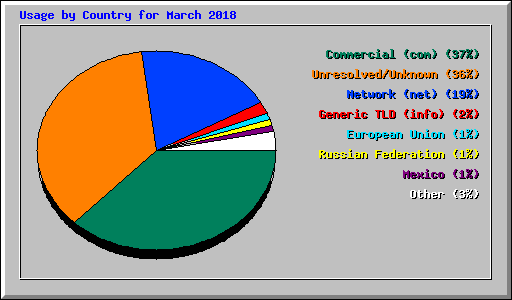 Usage by Country for March 2018
Commercial (com) (37%)
Unresolved/Unknown (36%)
Network (net) (19%)
Generic TLD (info) (2%)
European Union (1%)
Russian Federation (1%)
Mexico (1%)
Other (3%)